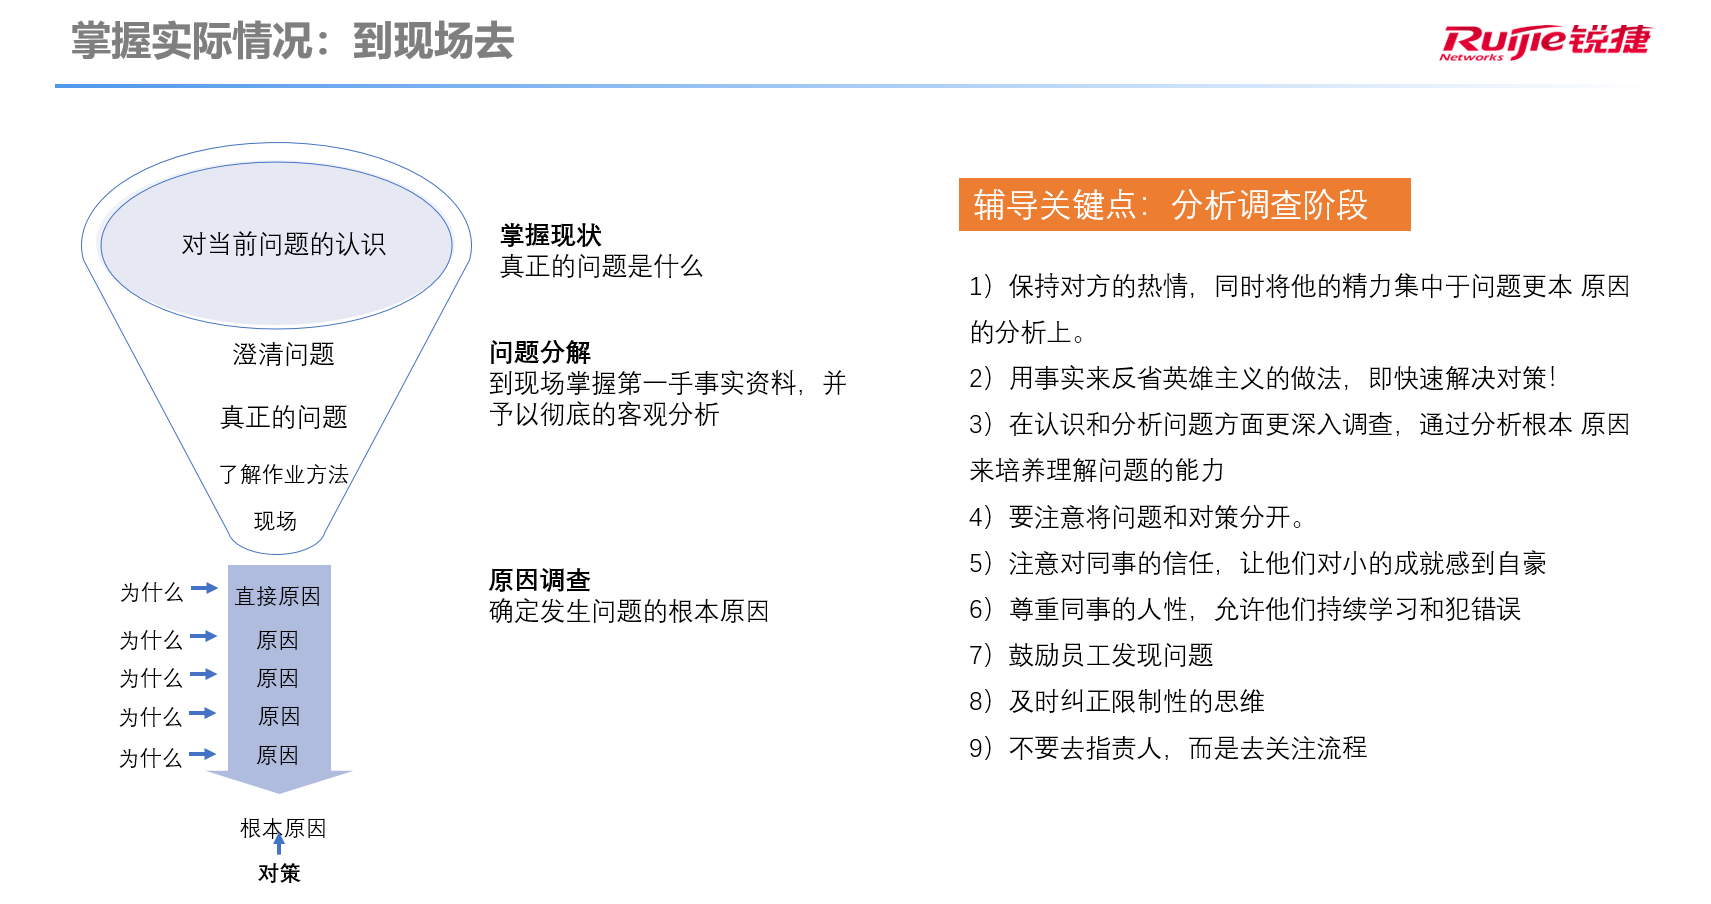 掌握实际情况：到现场去
Ruijie锐捷
Networks
对当前问题的认识
澄清问题
真正的问题
了解作业方法
现场
掌握现状
真正的问题是什么
问题分解
到现场掌握第一手事实资料，并
予以彻底的客观分析
原因调查
确定发生问题的根本原因
为什么 直接原因
为什么 原因
为什么 原因
为什么 原因
为什么 原因
根本原因
对策
辅导关键点：分析调查阶段
1）保持对方的热情，同时将他的精力集中于问题更本 原因
的分析上。
2）用事实来反省英雄主义的做法，即快速解决对策！
3）在认识和分析问题方面更深入调查，通过分析根本 原因
来培养理解问题的能力
4）要注意将问题和对策分开。
5）注意对同事的信任，让他们对小的成就感到自豪
6）尊重同事的人性，允许他们持续学习和犯错误
7）鼓励员工发现问题
8）及时纠正限制性的思维
9）不要去指责人，而是去关注流程